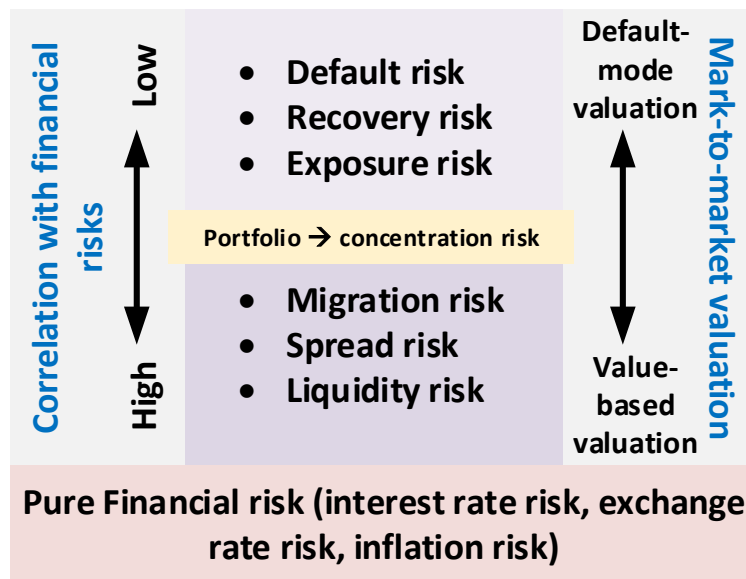 Correlation with financial
risks
Low
High
• Default risk
• Recovery risk
• Exposure risk
Portfolio → concentration risk
• Migration risk
• Spread risk
• Liquidity risk
Default-
mode
valuation
Value-
based
valuation
Mark-to-market valuation
Pure Financial risk (interest rate risk, exchange
rate risk, inflation risk)